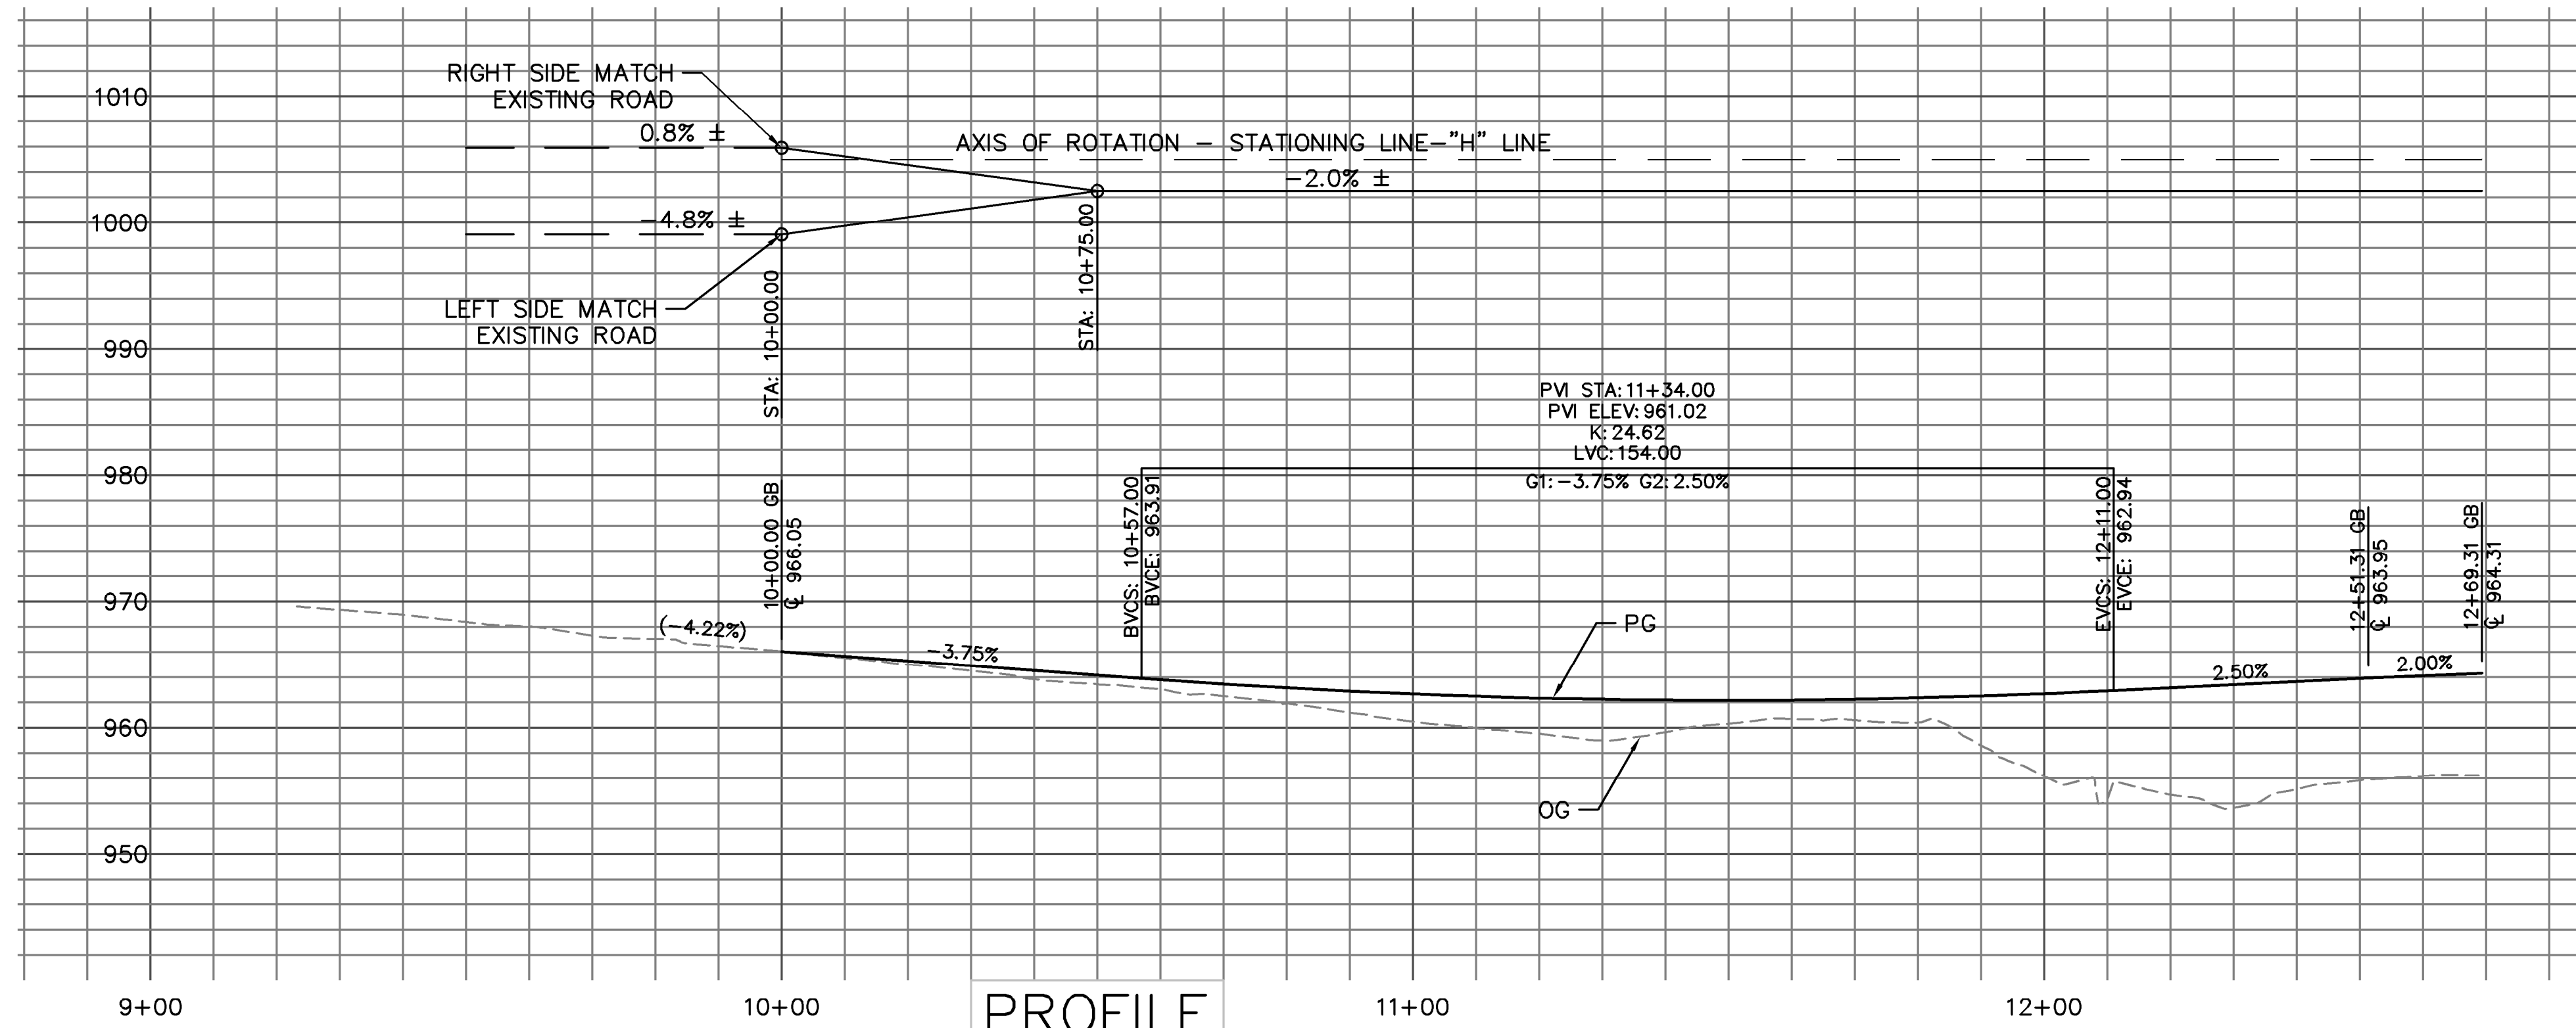 RIGHT SIDE MATCH
EXISTING ROAD
1010
0.8% ±
AXIS OF ROTATION – STATIONING LINE–"H" LINE
–2.0% ±
1000
–4.8% ±
STA: 10+75.00
STA: 10+00.00
LEFT SIDE MATCH
EXISTING ROAD
990
PVI STA:11+34.00
PVI ELEV:961.02
K:24.62
LVC:154.00
G1:–3.75% G2:2.50%
980
10+00.00 GB
℄ 966.05
BVCS: 10+57.00
BVCE: 963.91
EVCS: 12+11.00
EVCE: 962.94
12+51.31 GB
℄ 963.95
12+69.31 GB
℄ 964.31
970
(–4.22%)
–3.75%
PG
2.50%
2.00%
960
OG
950
9+00
10+00
PROFILE
11+00
12+00